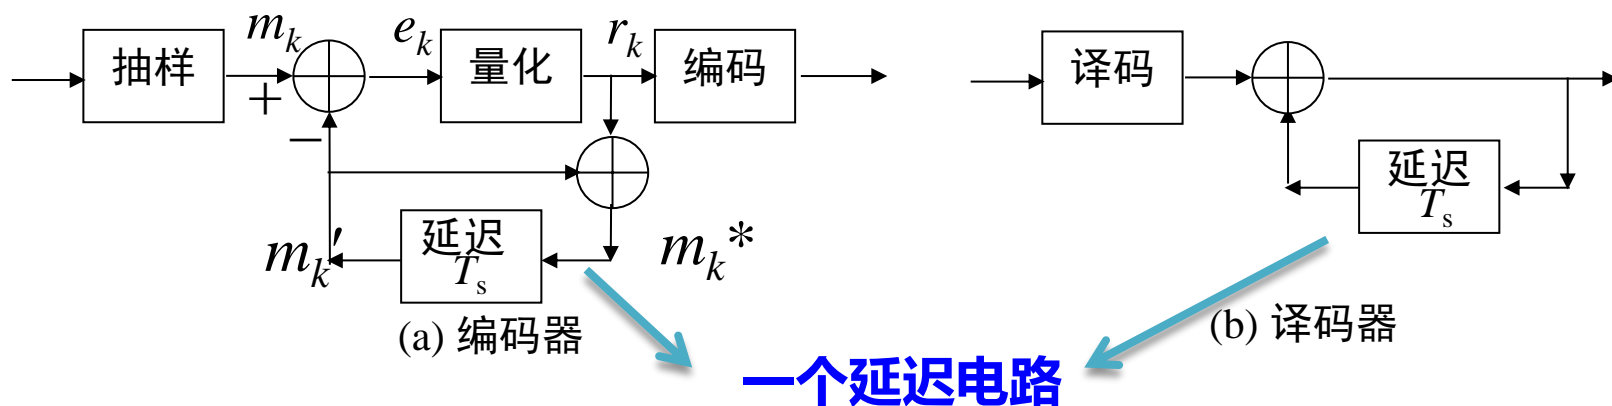 抽样
m_k
+
−
e_k
量化
r_k
编码
m_k′
延迟
T_s
m_k*
(a) 编码器
译码
延迟
T_s
(b) 译码器
一个延迟电路